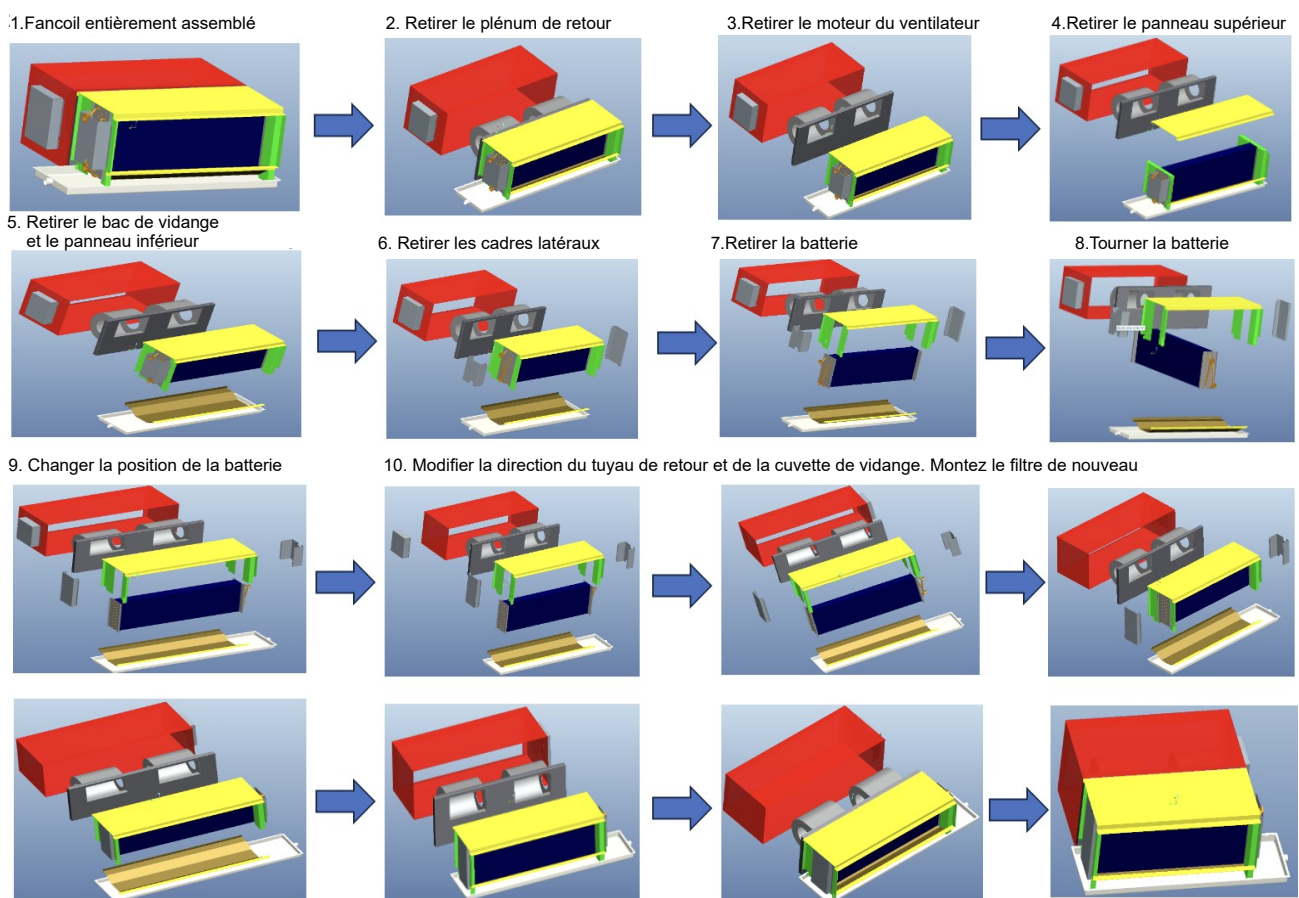 1.Fancoil entièrement assemblé
2. Retirer le plénum de retour
3.Retirer le moteur du ventilateur
4.Retirer le panneau supérieur
5. Retirer le bac de vidange
et le panneau inférieur
6. Retirer les cadres latéraux
7.Retirer la batterie
8.Tourner la batterie
9. Changer la position de la batterie
10. Modifier la direction du tuyau de retour et de la cuvette de vidange. Montez le filtre de nouveau